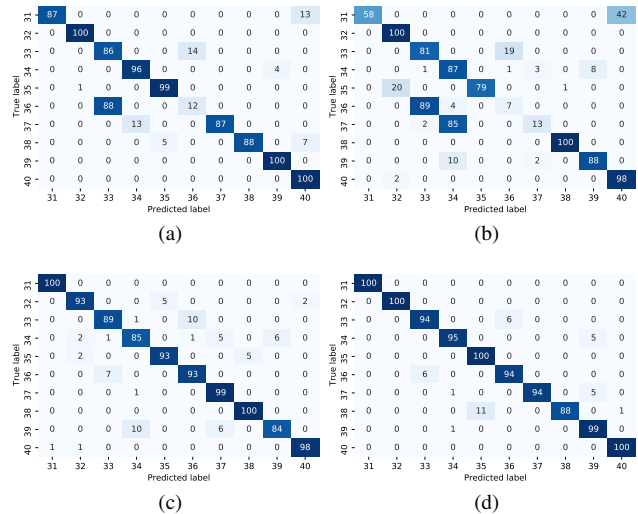 True label
31 87 0 0 0 0 0 0 0 0 13
32 0 100 0 0 0 0 0 0 0 0
33 0 0 86 0 0 14 0 0 0 0
34 0 0 0 96 0 0 0 0 4 0
35 0 1 0 0 99 0 0 0 0 0
36 0 0 88 0 0 12 0 0 0 0
37 0 0 0 13 0 0 87 0 0 0
38 0 0 0 0 5 0 0 88 0 7
39 0 0 0 0 0 0 0 0 100 0
40 0 0 0 0 0 0 0 0 0 100
31 32 33 34 35 36 37 38 39 40
Predicted label
(a)
True label
31 58 0 0 0 0 0 0 0 0 42
32 0 100 0 0 0 0 0 0 0 0
33 0 0 81 0 0 19 0 0 0 0
34 0 0 1 87 0 1 3 0 8 0
35 0 20 0 0 79 0 0 1 0 0
36 0 0 89 4 0 7 0 0 0 0
37 0 0 2 85 0 0 13 0 0 0
38 0 0 0 0 0 0 0 100 0 0
39 0 0 0 10 0 0 2 0 88 0
40 0 2 0 0 0 0 0 0 0 98
31 32 33 34 35 36 37 38 39 40
Predicted label
(b)
True label
31 100 0 0 0 0 0 0 0 0 0
32 0 93 0 0 5 0 0 0 0 2
33 0 0 89 1 0 10 0 0 0 0
34 0 2 1 85 0 1 5 0 6 0
35 0 2 0 0 93 0 0 5 0 0
36 0 0 7 0 0 93 0 0 0 0
37 0 0 0 1 0 0 99 0 0 0
38 0 0 0 0 0 0 0 100 0 0
39 0 0 0 10 0 0 6 0 84 0
40 1 1 0 0 0 0 0 0 0 98
31 32 33 34 35 36 37 38 39 40
Predicted label
(c)
True label
31 100 0 0 0 0 0 0 0 0 0
32 0 100 0 0 0 0 0 0 0 0
33 0 0 94 0 0 6 0 0 0 0
34 0 0 0 95 0 0 0 0 5 0
35 0 0 0 0 100 0 0 0 0 0
36 0 0 6 0 0 94 0 0 0 0
37 0 0 0 1 0 0 94 0 5 0
38 0 0 0 0 11 0 0 88 0 1
39 0 0 0 1 0 0 0 0 99 0
40 0 0 0 0 0 0 0 0 0 100
31 32 33 34 35 36 37 38 39 40
Predicted label
(d)